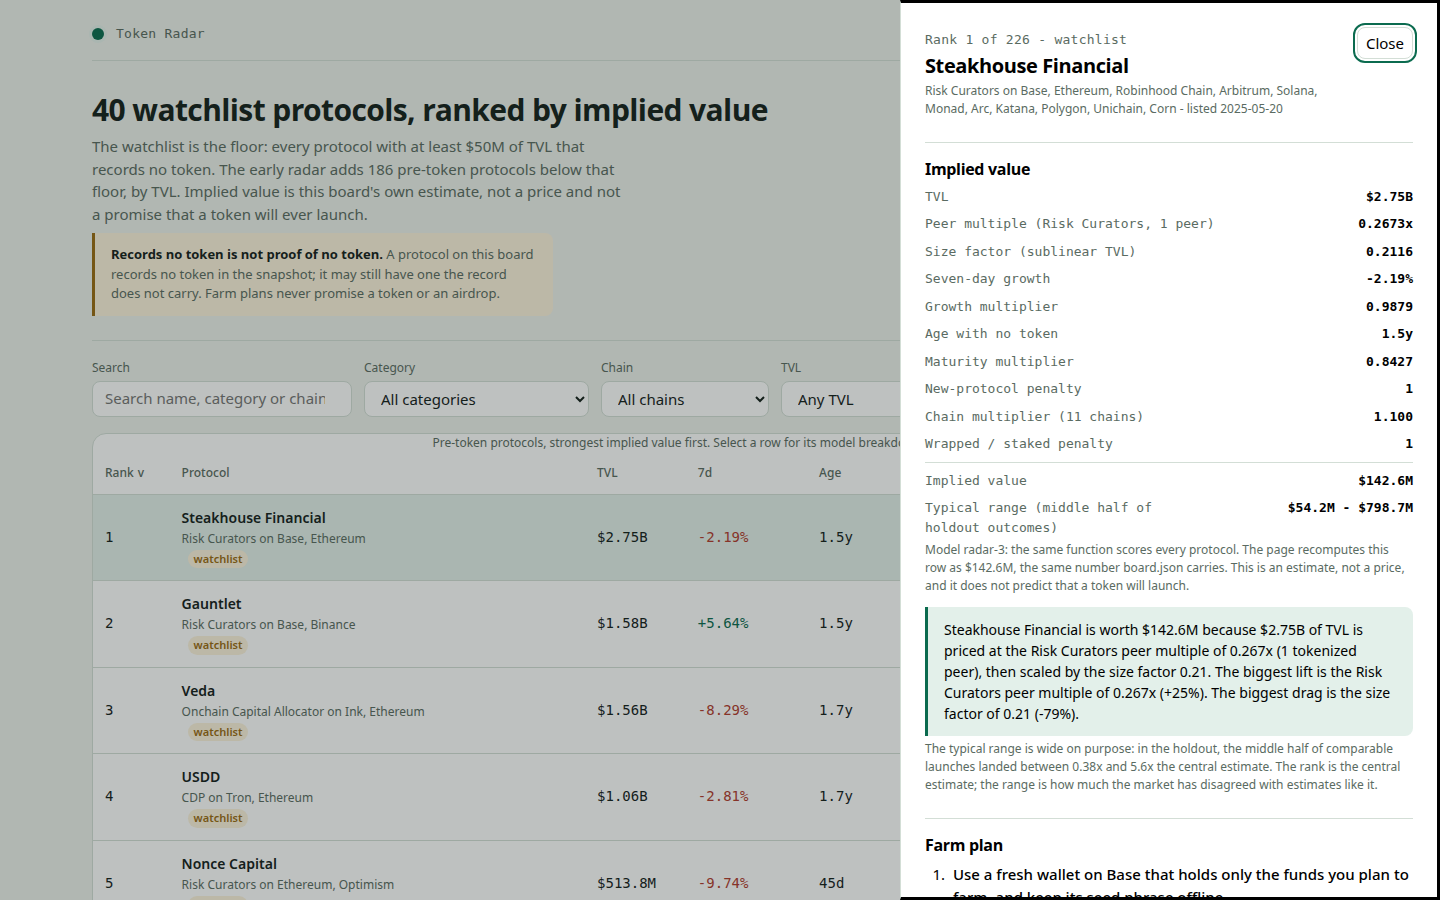 Token Radar
40 watchlist protocols, ranked by implied value
The watchlist is the floor: every protocol with at least $50M of TVL that
records no token. The early radar adds 186 pre-token protocols below that
floor, by TVL. Implied value is this board's own estimate, not a price and not
a promise that a token will ever launch.
Records no token is not proof of no token. A protocol on this board
records no token in the snapshot; it may still have one the record
does not carry. Farm plans never promise a token or an airdrop.
Search
Category
Chain
TVL
Search name, category or chain
All categories
All chains
Any TVL
Pre-token protocols, strongest implied value first. Select a row for its model
Rank v
Protocol
TVL
7d
Age
1
Steakhouse Financial
Risk Curators on Base, Ethereum
watchlist
$2.75B
-2.19%
1.5y
2
Gauntlet
Risk Curators on Base, Binance
watchlist
$1.58B
+5.64%
1.5y
3
Veda
Onchain Capital Allocator on Ink, Ethereum
watchlist
$1.56B
-8.29%
1.7y
4
USDD
CDP on Tron, Ethereum
watchlist
$1.06B
-2.81%
1.7y
5
Nonce Capital
Risk Curators on Ethereum, Optimism
$513.8M
-9.74%
45d
Rank 1 of 226 - watchlist
Close
Steakhouse Financial
Risk Curators on Base, Ethereum, Robinhood Chain, Arbitrum, Solana,
Monad, Arc, Katana, Polygon, Unichain, Corn - listed 2025-05-20
Implied value
TVL $2.75B
Peer multiple (Risk Curators, 1 peer) 0.2673x
Size factor (sublinear TVL) 0.2116
Seven-day growth -2.19%
Growth multiplier 0.9879
Age with no token 1.5y
Maturity multiplier 0.8427
New-protocol penalty 1
Chain multiplier (11 chains) 1.100
Wrapped / staked penalty 1
Implied value $142.6M
Typical range (middle half of $54.2M - $798.7M
holdout outcomes)
Model radar-3: the same function scores every protocol. The page recomputes this
row as $142.6M, the same number board.json carries. This is an estimate, not a price,
and it does not predict that a token will launch.
Steakhouse Financial is worth $142.6M because $2.75B of TVL is
priced at the Risk Curators peer multiple of 0.267x (1 tokenized
peer), then scaled by the size factor 0.21. The biggest lift is the Risk
Curators peer multiple of 0.267x (+25%). The biggest drag is the size
factor of 0.21 (-79%).
The typical range is wide on purpose: in the holdout, the middle half of comparable
launches landed between 0.38x and 5.6x the central estimate. The rank is the central
estimate; the range is how much the market has disagreed with estimates like it.
Farm plan
1. Use a fresh wallet on Base that holds only the funds you plan to
farm, and keep its seed phrase offline.